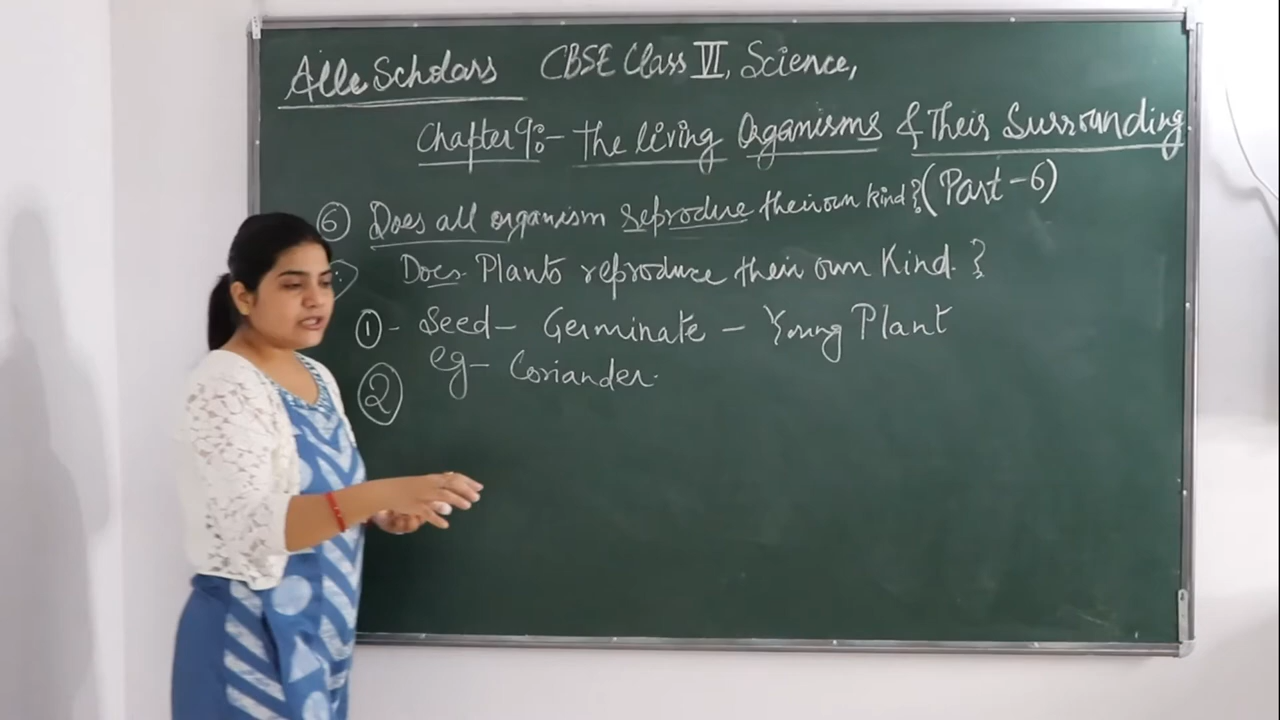 Alle Scholars CBSE Class VI, Science,
Chapter 9:- The living Organisms & Their Surrounding
(Part-6)
6 Does all organism reproduce their own kind?
Does Plants reproduce their own Kind. }
1 - Seed - Germinate - Young Plant
eg- Coriander.
2